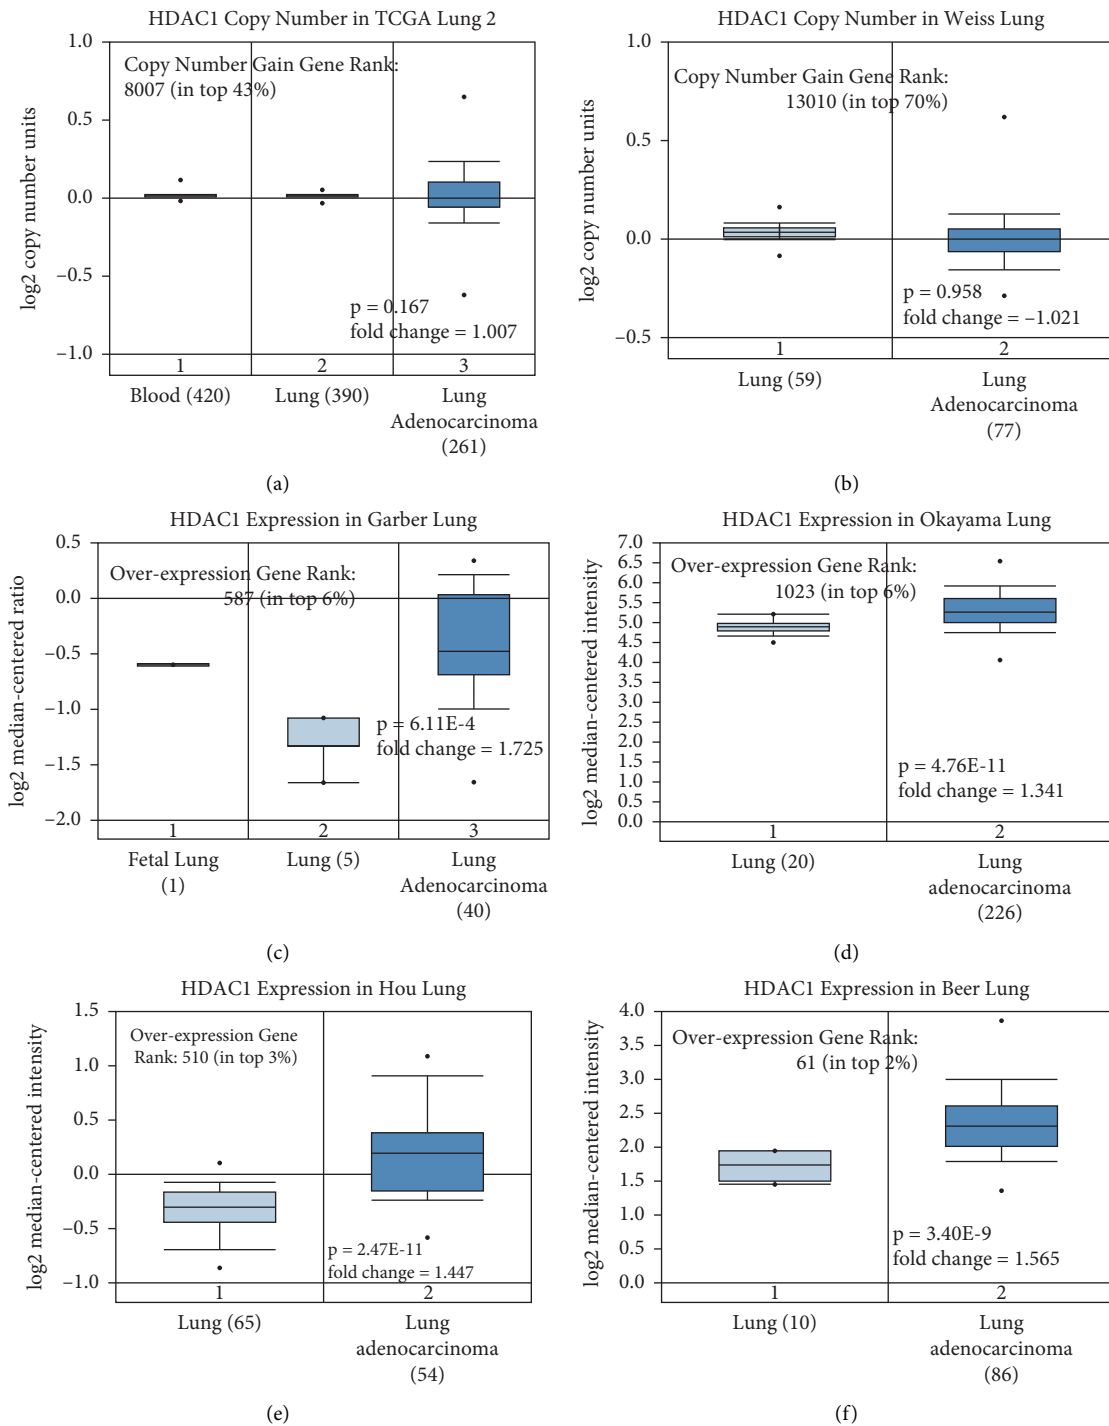 HDAC1 Copy Number in TCGA Lung 2
1.0
0.5
0.0
–0.5
–1.0
log2 copy number units
Copy Number Gain Gene Rank:
8007 (in top 43%)
p = 0.167
fold change = 1.007
1
2
3
Blood (420)
Lung (390)
Lung
Adenocarcinoma
(261)
(a)
HDAC1 Copy Number in Weiss Lung
1.0
0.5
0.0
–0.5
log2 copy number units
Copy Number Gain Gene Rank:
13010 (in top 70%)
p = 0.958
fold change = –1.021
1
2
Lung (59)
Lung
Adenocarcinoma
(77)
(b)
HDAC1 Expression in Garber Lung
0.5
0.0
–0.5
–1.0
–1.5
–2.0
log2 median-centered ratio
Over-expression Gene Rank:
587 (in top 6%)
p = 6.11E-4
fold change = 1.725
1
2
3
Fetal Lung
(1)
Lung (5)
Lung
Adenocarcinoma
(40)
(c)
HDAC1 Expression in Okayama Lung
7.0
6.5
6.0
5.5
5.0
4.5
4.0
3.5
3.0
2.5
2.0
1.5
1.0
0.5
0.0
log2 median-centered intensity
Over-expression Gene Rank:
1023 (in top 6%)
p = 4.76E-11
fold change = 1.341
1
2
Lung (20)
Lung
adenocarcinoma
(226)
(d)
HDAC1 Expression in Hou Lung
1.5
1.0
0.5
0.0
–0.5
–1.0
log2 median-centered intensity
Over-expression Gene
Rank: 510 (in top 3%)
p = 2.47E-11
fold change = 1.447
1
2
Lung (65)
Lung
adenocarcinoma
(54)
(e)
HDAC1 Expression in Beer Lung
4.0
3.5
3.0
2.5
2.0
1.5
1.0
0.5
0.0
log2 median-centered intensity
Over-expression Gene Rank:
61 (in top 2%)
p = 3.40E-9
fold change = 1.565
1
2
Lung (10)
Lung
adenocarcinoma
(86)
(f)